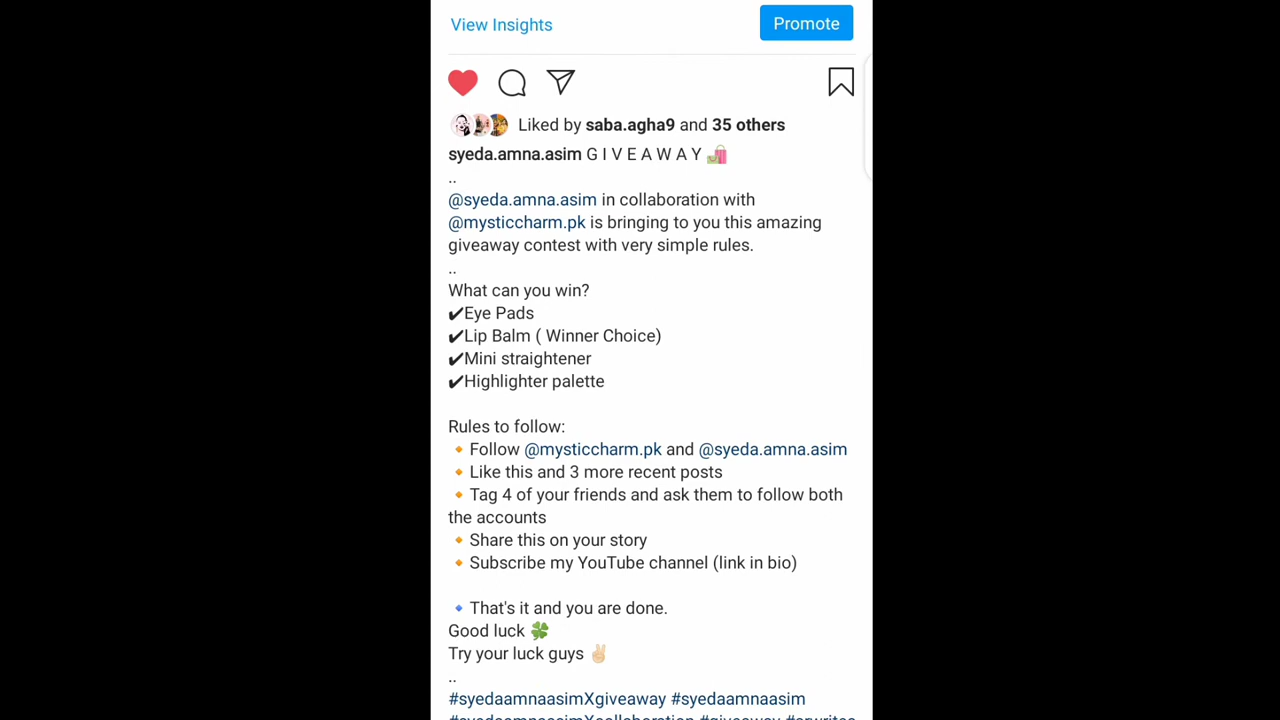 View Insights
Promote
Liked by saba.agha9 and 35 others
syeda.amna.asim G I V E A W A Y 🛍️
..
@syeda.amna.asim in collaboration with
@mysticcharm.pk is bringing to you this amazing
giveaway contest with very simple rules.
..
What can you win?
✔Eye Pads
✔Lip Balm ( Winner Choice)
✔Mini straightener
✔Highlighter palette
Rules to follow:
🔸Follow @mysticcharm.pk and @syeda.amna.asim
🔸Like this and 3 more recent posts
🔸Tag 4 of your friends and ask them to follow both
the accounts
🔸Share this on your story
🔸Subscribe my YouTube channel (link in bio)
🔹That's it and you are done.
Good luck 🍀
Try your luck guys ✌🏻
..
#syedaamnaasimXgiveaway #syedaamnaasim
#syedaamnaasimXcollaboration #giveaway